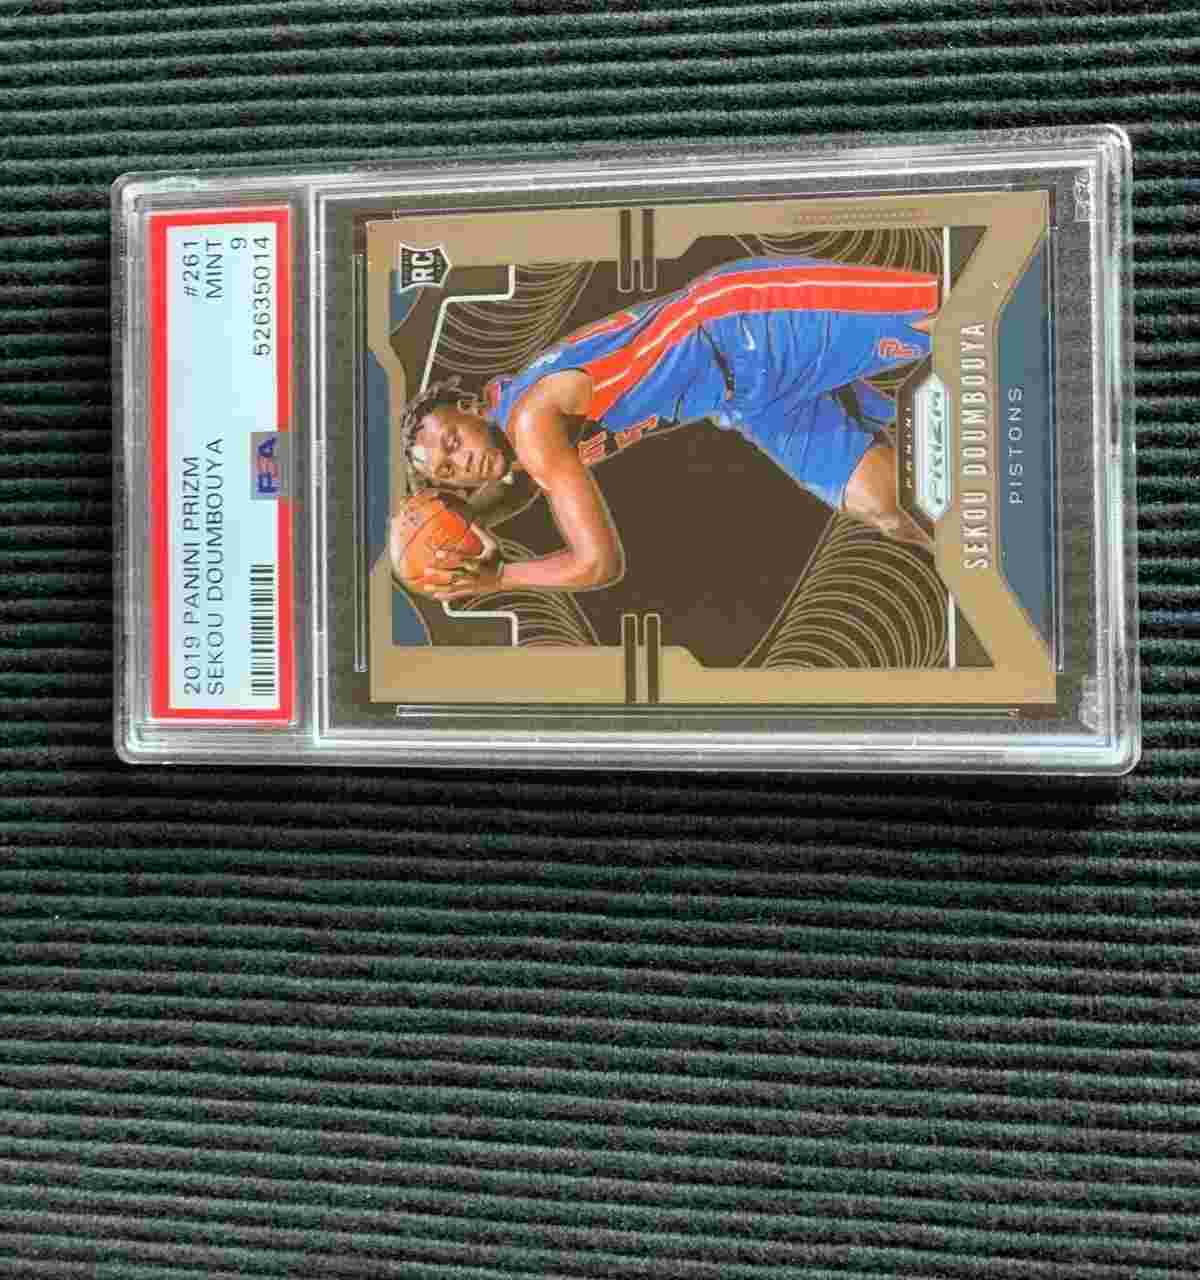 2019 PANINI PRIZM #261
SEKOU DOUMBOUYA MINT
9
52635014
PSA
RC
PANINI
PRIZM
SEKOU DOUMBOUYA
PISTONS